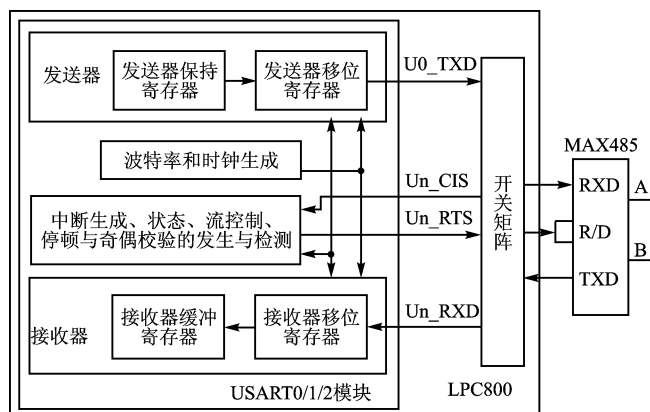 发送器
发送器保持
寄存器
发送器移位
寄存器
U0_TXD
波特率和时钟生成
Un_CIS
中断生成、状态、流控制、
停顿与奇偶校验的发生与检测
Un_RTS
接收器
接收器缓冲
寄存器
接收器移位
寄存器
Un_RXD
USART0/1/2模块
开关矩阵
LPC800
MAX485
RXD
A
R/D
B
TXD